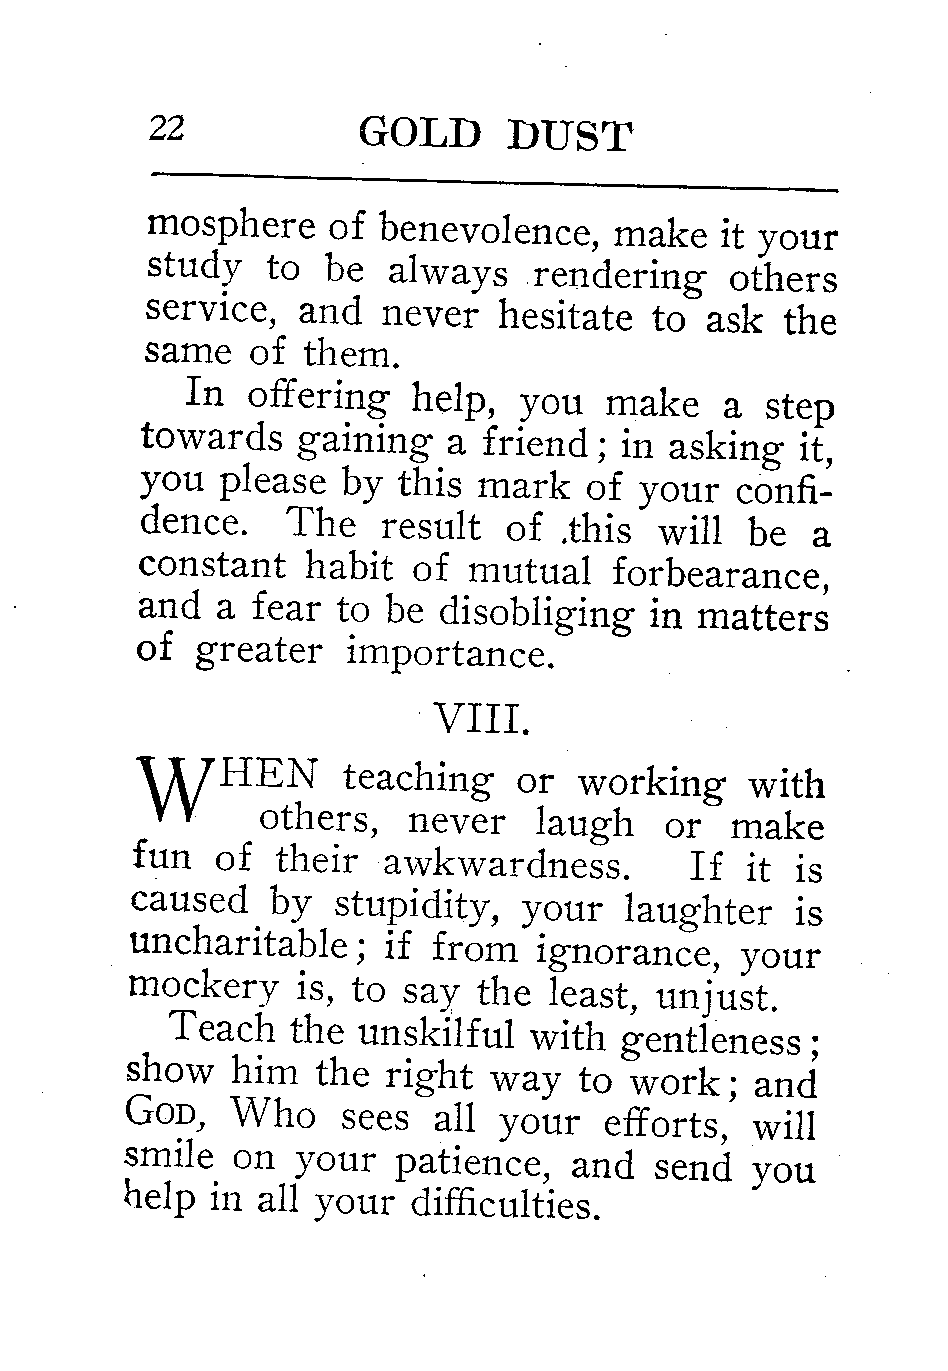 22 GOLD DUST
mosphere of benevolence, make it your
study to be always rendering others
service, and never hesitate to ask the
same of them.
In offering help, you make a step
towards gaining a friend; in asking it,
you please by this mark of your confi-
dence. The result of this will be a
constant habit of mutual forbearance,
and a fear to be disobliging in matters
of greater importance.
VIII.
WHEN teaching or working with
others, never laugh or make
fun of their awkwardness. If it is
caused by stupidity, your laughter is
uncharitable; if from ignorance, your
mockery is, to say the least, unjust.
Teach the unskilful with gentleness;
show him the right way to work; and
GOD, Who sees all your efforts, will
smile on your patience, and send you
help in all your difficulties.